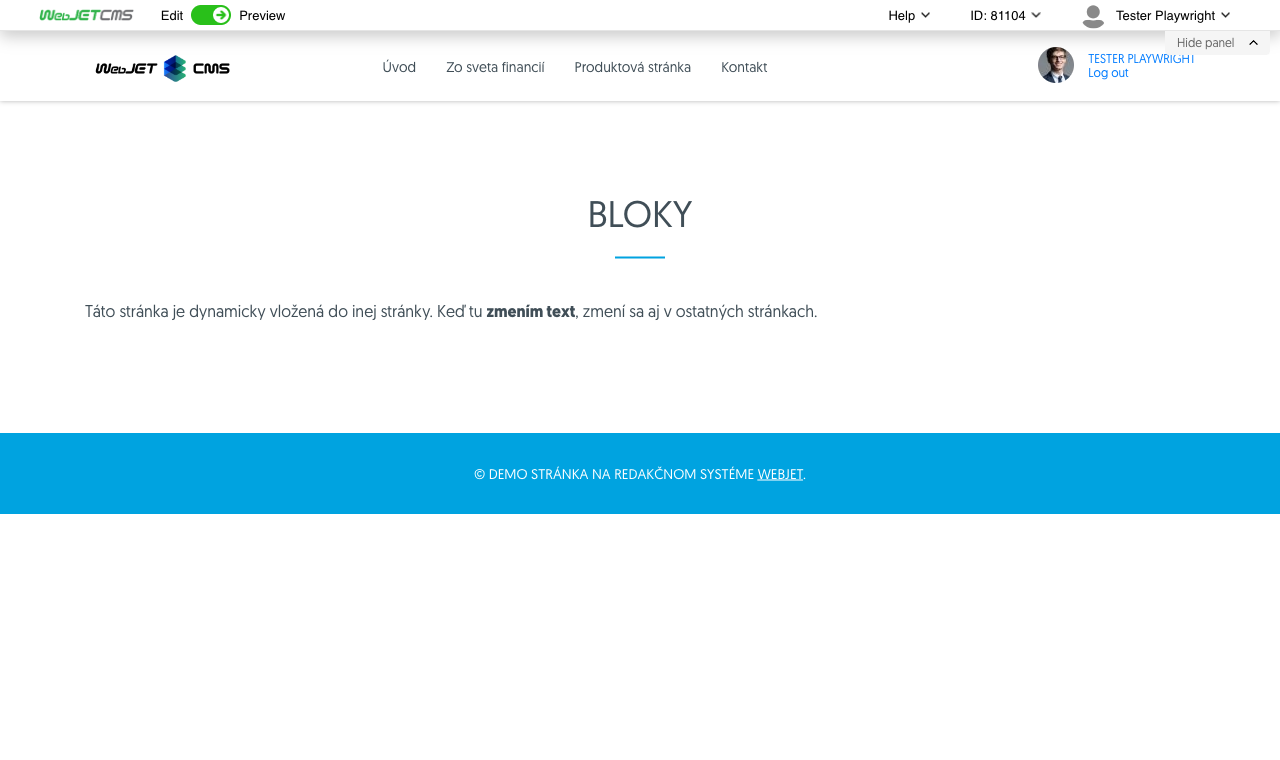 WebJETCMS Edit Preview Help ID: 81104 Tester Playwright
Hide panel
WebJET CMS Úvod Zo sveta financií Produktová stránka Kontakt TESTER PLAYWRIGHT
Log out
BLOKY
Táto stránka je dynamicky vložená do inej stránky. Keď tu zmením text, zmení sa aj v ostatných stránkach.
© DEMO STRÁNKA NA REDAKČNOM SYSTÉME WEBJET.